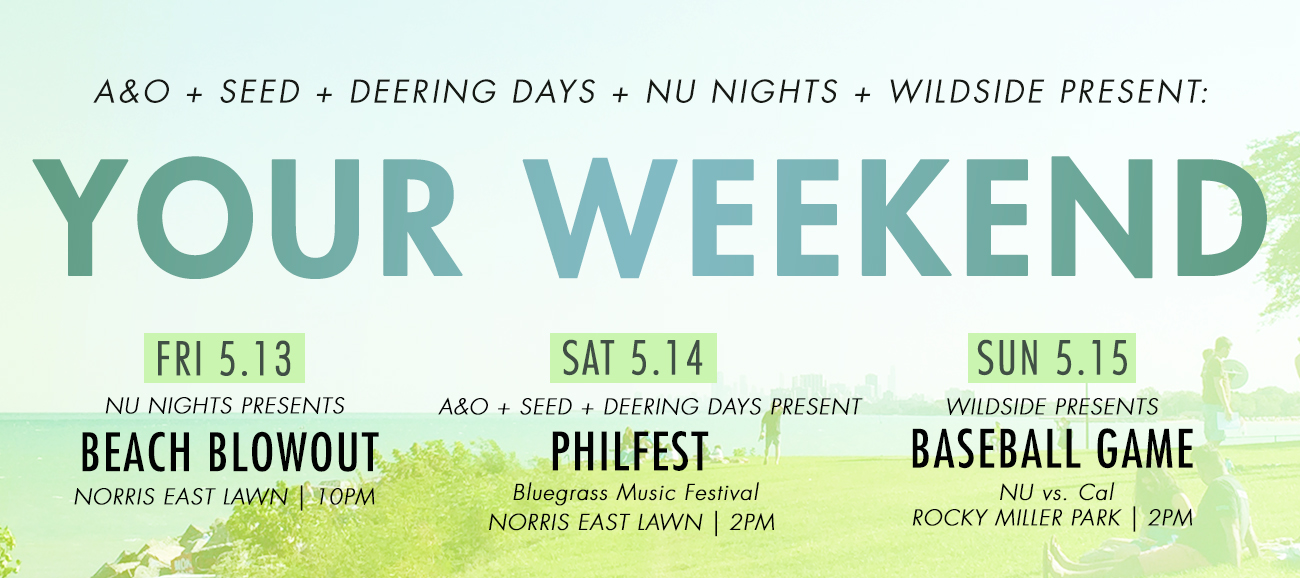 A&O + SEED + DEERING DAYS + NU NIGHTS + WILDSIDE PRESENT:
YOUR WEEKEND
FRI 5.13
NU NIGHTS PRESENTS
BEACH BLOWOUT
NORRIS EAST LAWN | 10PM
SAT 5.14
A&O + SEED + DEERING DAYS PRESENT
PHILFEST
Bluegrass Music Festival
NORRIS EAST LAWN | 2PM
SUN 5.15
WILDSIDE PRESENTS
BASEBALL GAME
NU vs. Cal
ROCKY MILLER PARK | 2PM